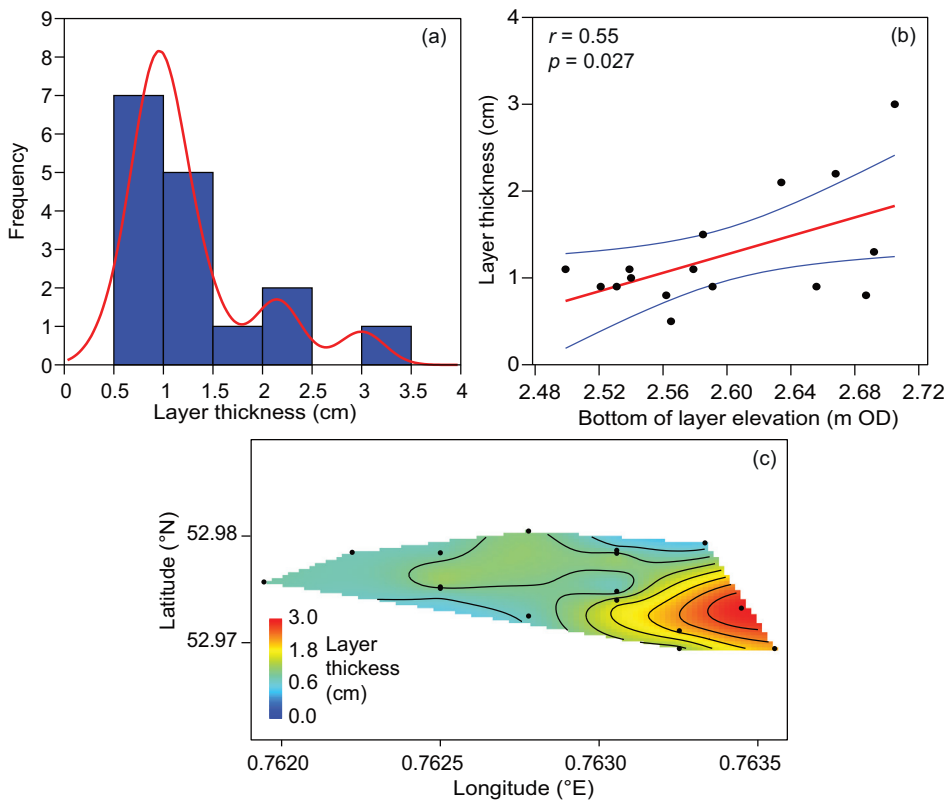 (a)
9
8
7
6
5
4
3
2
1
0
Frequency
0 0.5 1.0 1.5 2 2.5 3 3.5 4
Layer thickness (cm)
(b)
r = 0.55
p = 0.027
4
3
2
1
0
Layer thickness (cm)
2.48 2.52 2.56 2.60 2.64 2.68 2.72
Bottom of layer elevation (m OD)
(c)
52.98
52.97
Latitude (°N)
3.0
1.8
0.6
0.0
Layer
thickess
(cm)
0.7620 0.7625 0.7630 0.7635
Longitude (°E)